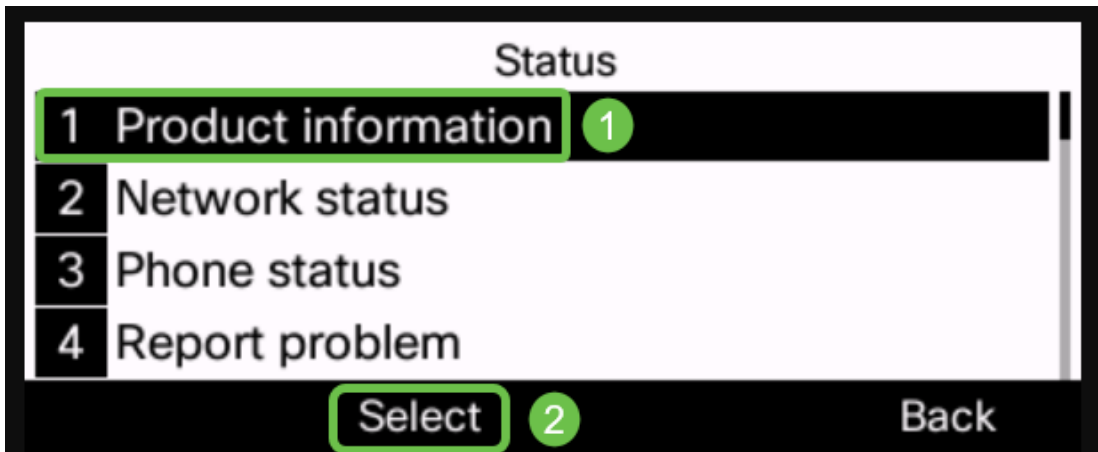 Status
1 Product information 1
2 Network status
3 Phone status
4 Report problem
Select 2 Back